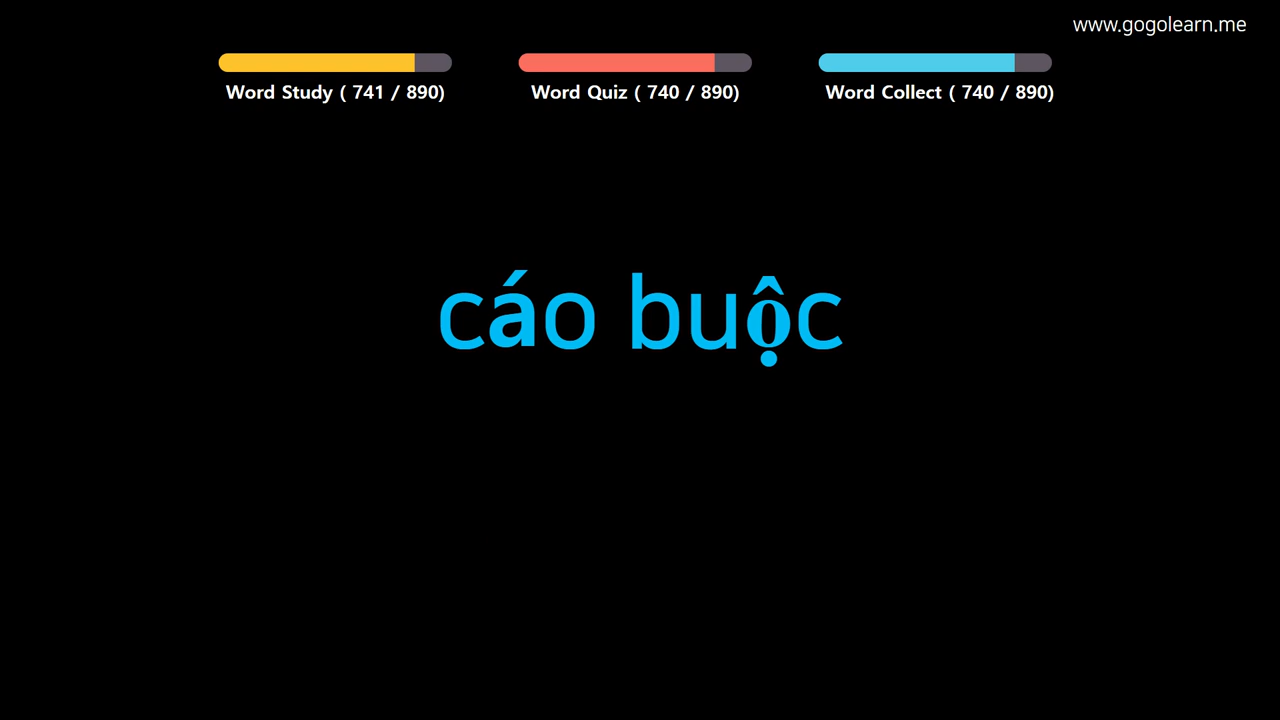 www.gogolearn.me
Word Study ( 741 / 890)
Word Quiz ( 740 / 890)
Word Collect ( 740 / 890)
cáo buộc